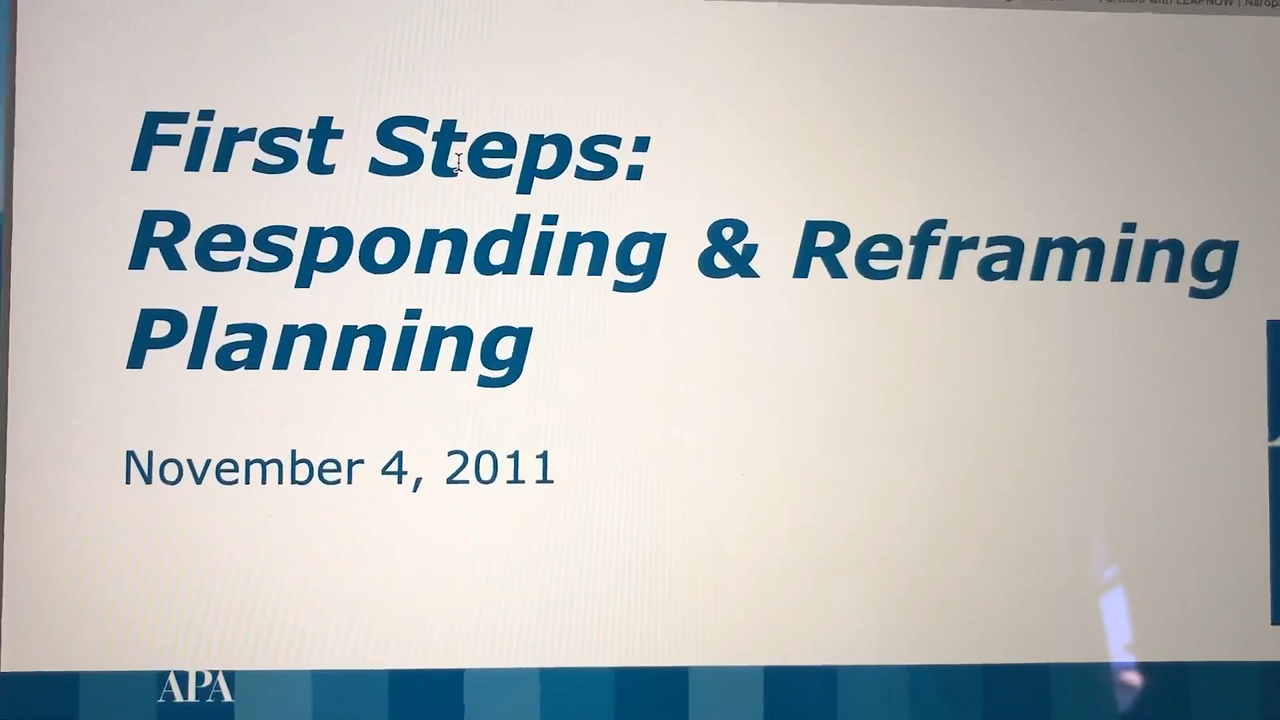 First Steps:
Responding & Reframing
Planning
November 4, 2011
APA